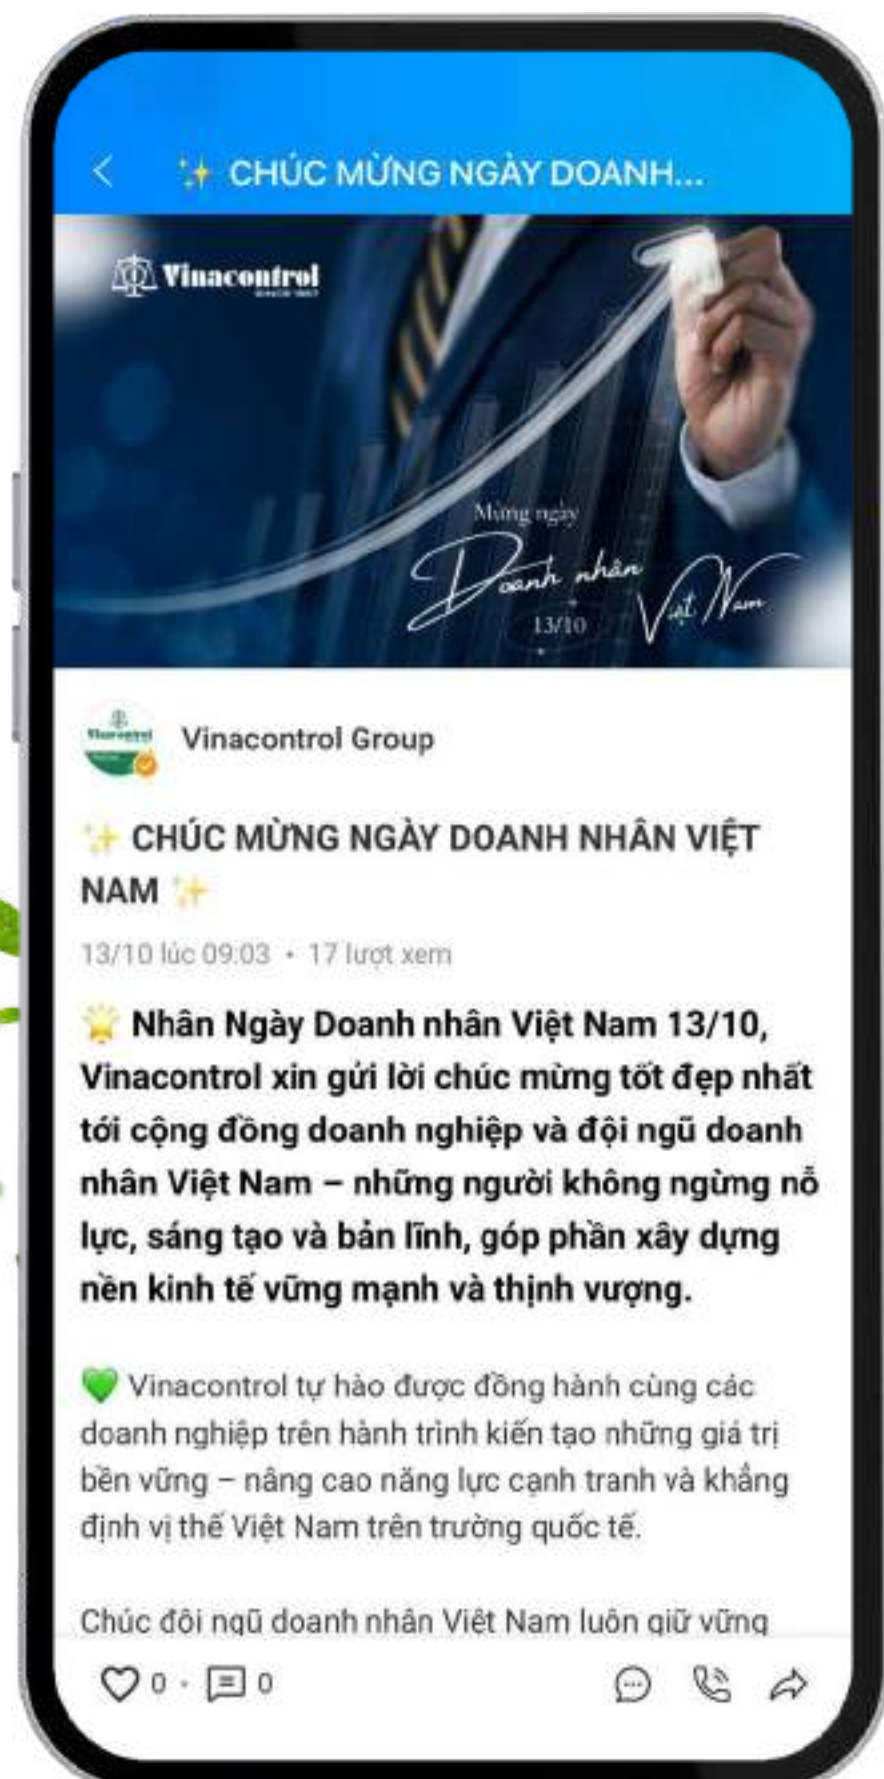 ✨ CHÚC MỪNG NGÀY DOANH...
Vinacontrol
Mừng ngày
Doanh nhân
Việt Nam
13/10
Vinacontrol Group
✨ CHÚC MỪNG NGÀY DOANH NHÂN VIỆT
NAM ✨
13/10 lúc 09:03 • 17 lượt xem
🌟 Nhân Ngày Doanh nhân Việt Nam 13/10,
Vinacontrol xin gửi lời chúc mừng tốt đẹp nhất
tới cộng đồng doanh nghiệp và đội ngũ doanh
nhân Việt Nam – những người không ngừng nỗ
lực, sáng tạo và bản lĩnh, góp phần xây dựng
nền kinh tế vững mạnh và thịnh vượng.
💚 Vinacontrol tự hào được đồng hành cùng các
doanh nghiệp trên hành trình kiến tạo những giá trị
bền vững – nâng cao năng lực cạnh tranh và khẳng
định vị thế Việt Nam trên trường quốc tế.
Chúc đội ngũ doanh nhân Việt Nam luôn giữ vững
0 • 0